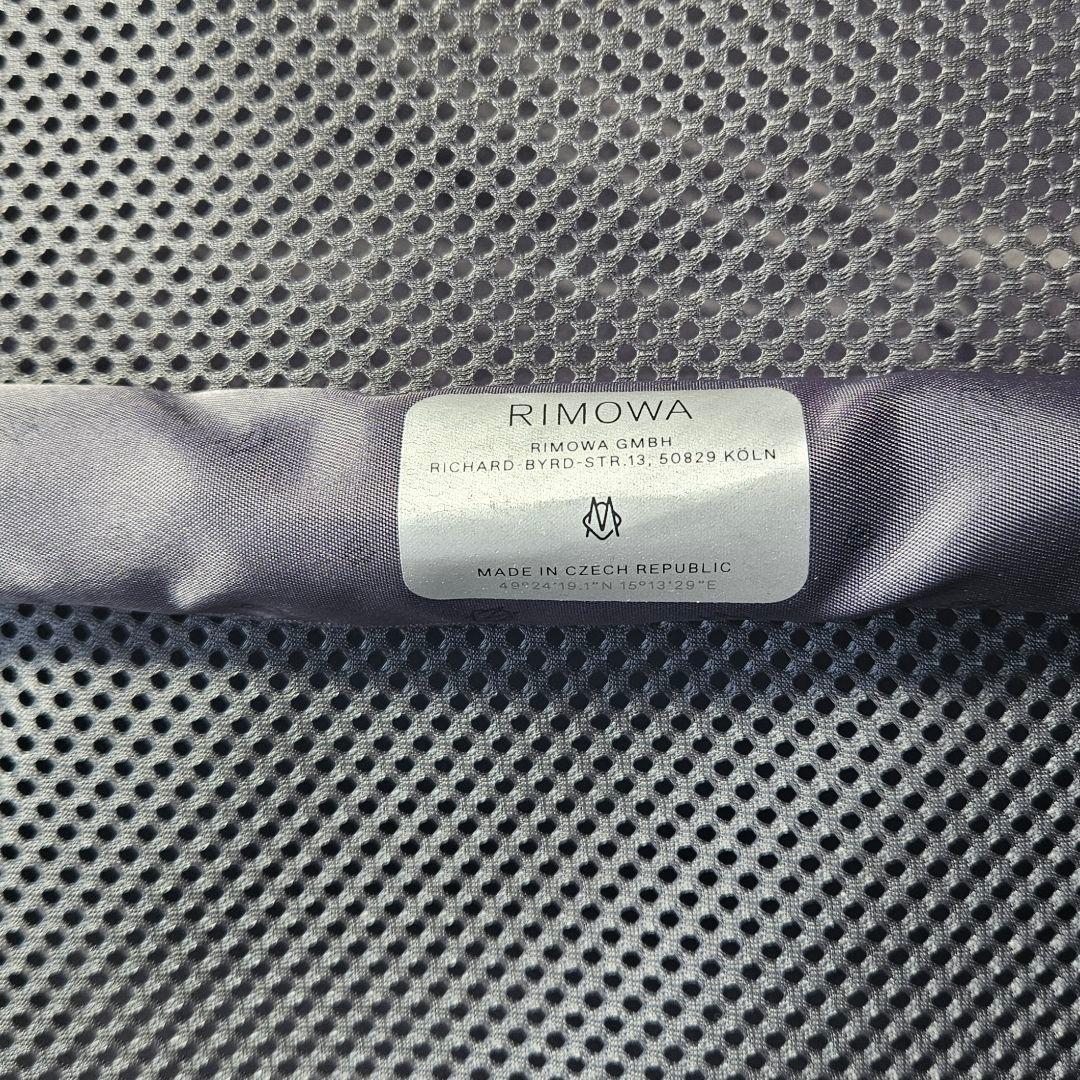 RIMOWA
RIMOWA GMBH
RICHARD-BYRD-STR.13, 50829 KÖLN
MADE IN CZECH REPUBLIC
49°24'19.1"N 15°13'29"E